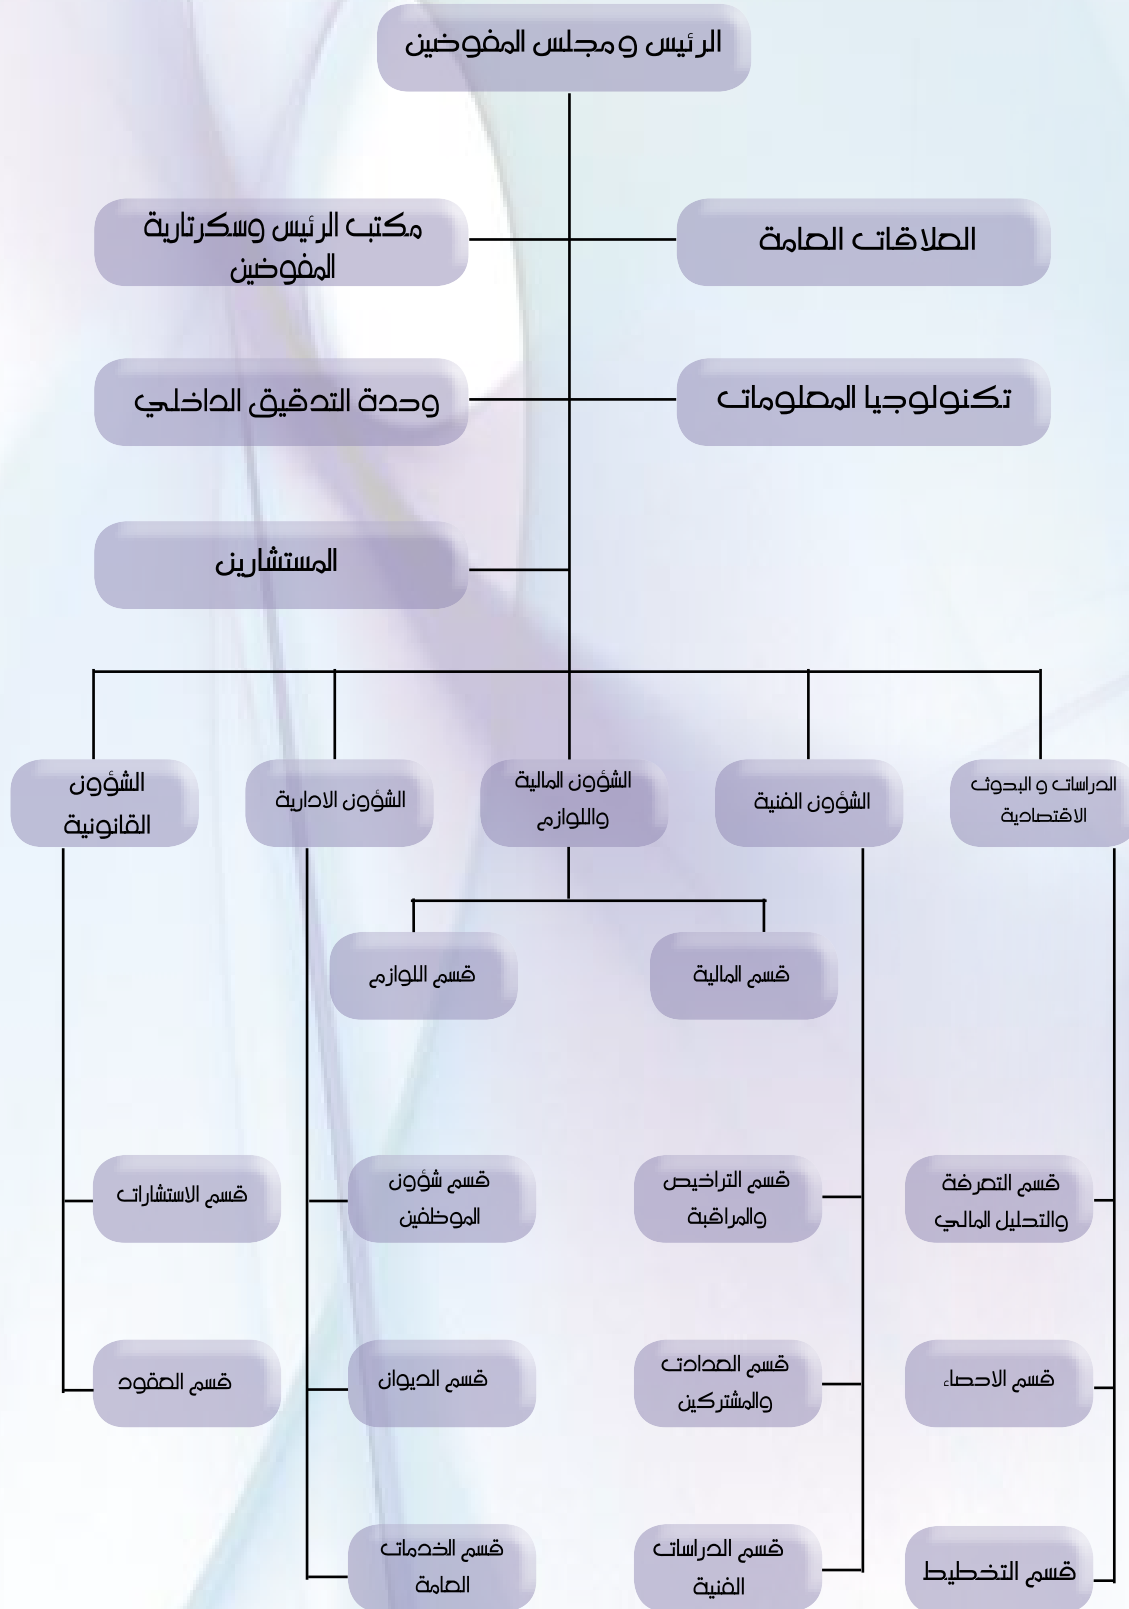 الرئيس ومجلس المفوضين
العلاقات العامة
مكتب الرئيس وسكرتارية
المفوضين
تكنولوجيا المعلومات
وحدة التدقيق الداخلي
المستشارين
الدراسات و البحوث
الاقتصادية
الشؤون الفنية
الشؤون المالية
واللوازم
الشؤون الادارية
الشؤون
القانونية
قسم المالية
قسم اللوازم
قسم التعرفة
والتحليل المالي
قسم التراخيص
والمراقبة
قسم شؤون
الموظفين
قسم الاستشارات
قسم الاحصاء
قسم العدادت
والمشتركين
قسم الديوان
قسم العقود
قسم التخطيط
قسم الدراسات
الفنية
قسم الخدمات
العامة